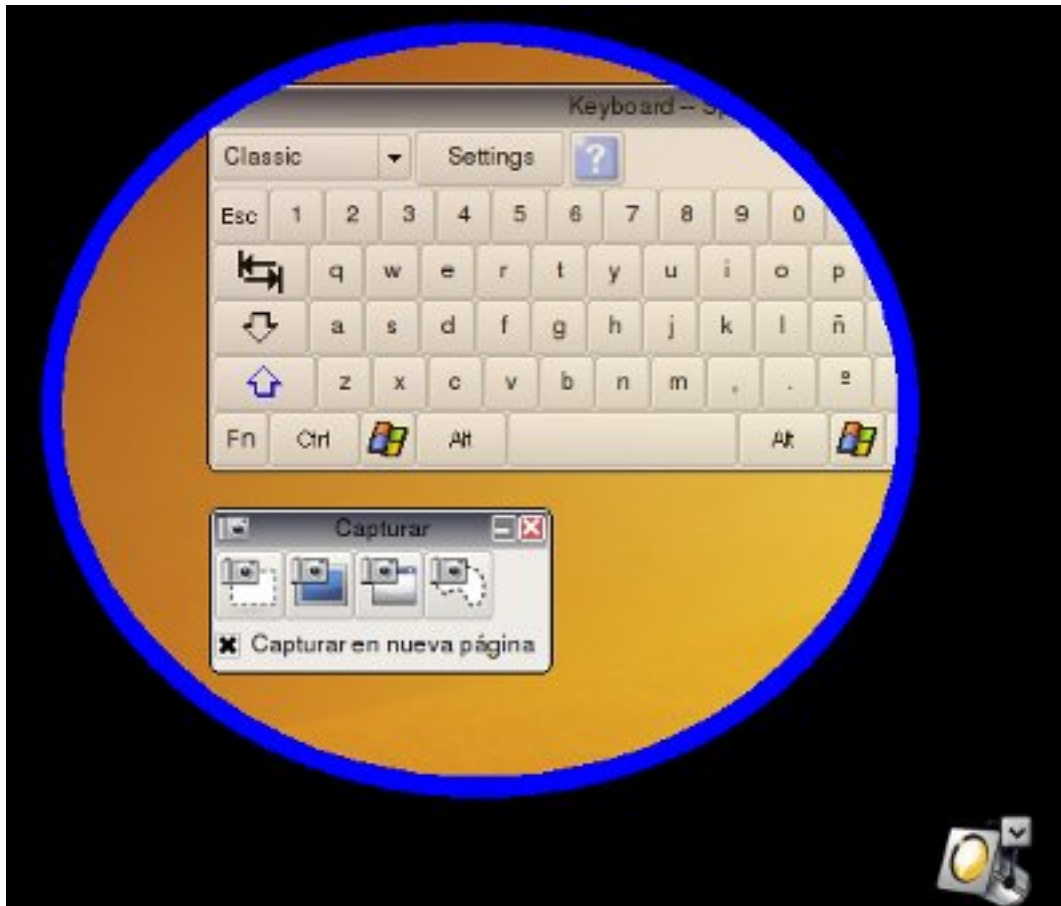 Keyboard --
Classic Settings ?
Esc 1 2 3 4 5 6 7 8 9 0
q w e r t y u i o p
a s d f g h j k l ñ
z x c v b n m , . º
Fn Ctrl Alt Alt
Capturar
Capturar en nueva página